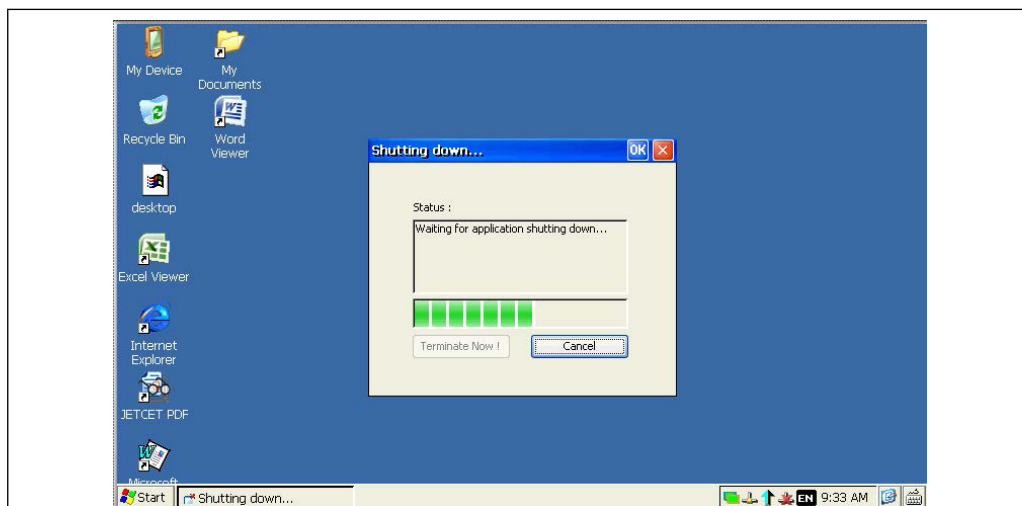 My Device
My
Documents
Recycle Bin
Word
Viewer
desktop
Excel Viewer
Internet
Explorer
JETCET PDF
Microsoft
Shutting down...
OK
Status :
Waiting for application shutting down...
Terminate Now !
Cancel
Start
Shutting down...
EN
9:33 AM